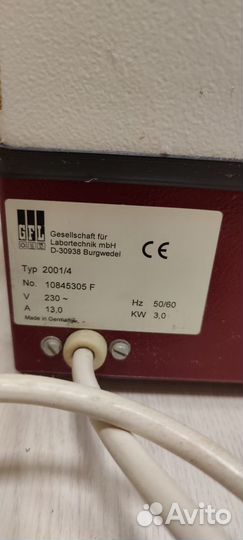 GFL
Gesellschaft für
Labortechnik mbH
D-30938 Burgwedel
CE
Typ 2001/4
No. 10845305 F
V 230 ~ Hz 50/60
A 13,0 KW 3,0
Made in Germany
Avito